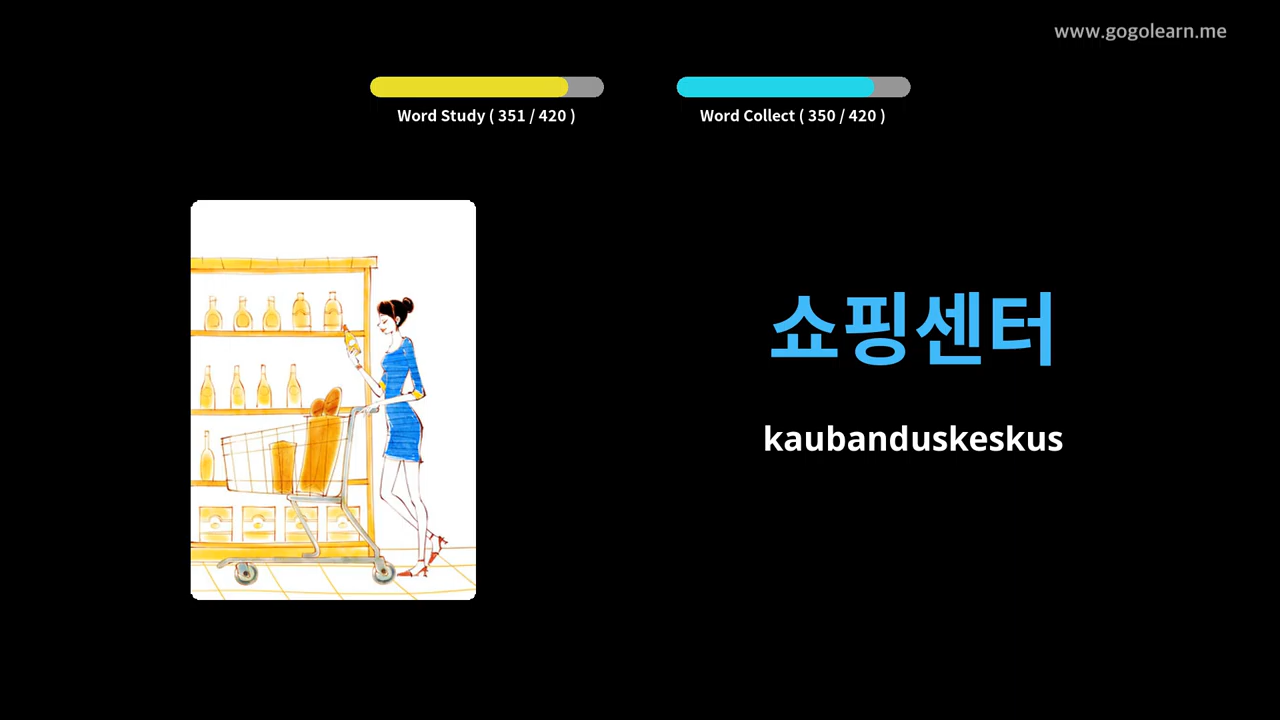 www.gogolearn.me
Word Study ( 351 / 420 )
Word Collect ( 350 / 420 )
쇼핑센터
kaubanduskeskus